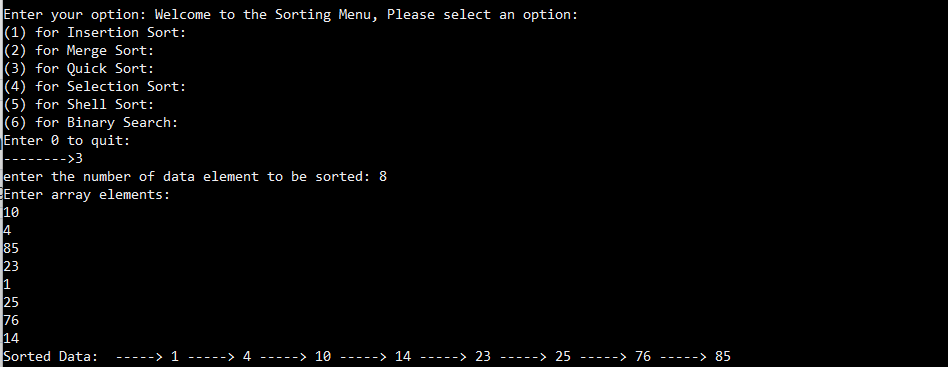 Enter your option: Welcome to the Sorting Menu, Please select an option:
(1) for Insertion Sort:
(2) for Merge Sort:
(3) for Quick Sort:
(4) for Selection Sort:
(5) for Shell Sort:
(6) for Binary Search:
Enter 0 to quit:
-------->3
enter the number of data element to be sorted: 8
Enter array elements:
10
4
85
23
1
25
76
14
Sorted Data:  -----> 1 -----> 4 -----> 10 -----> 14 -----> 23 -----> 25 -----> 76 -----> 85